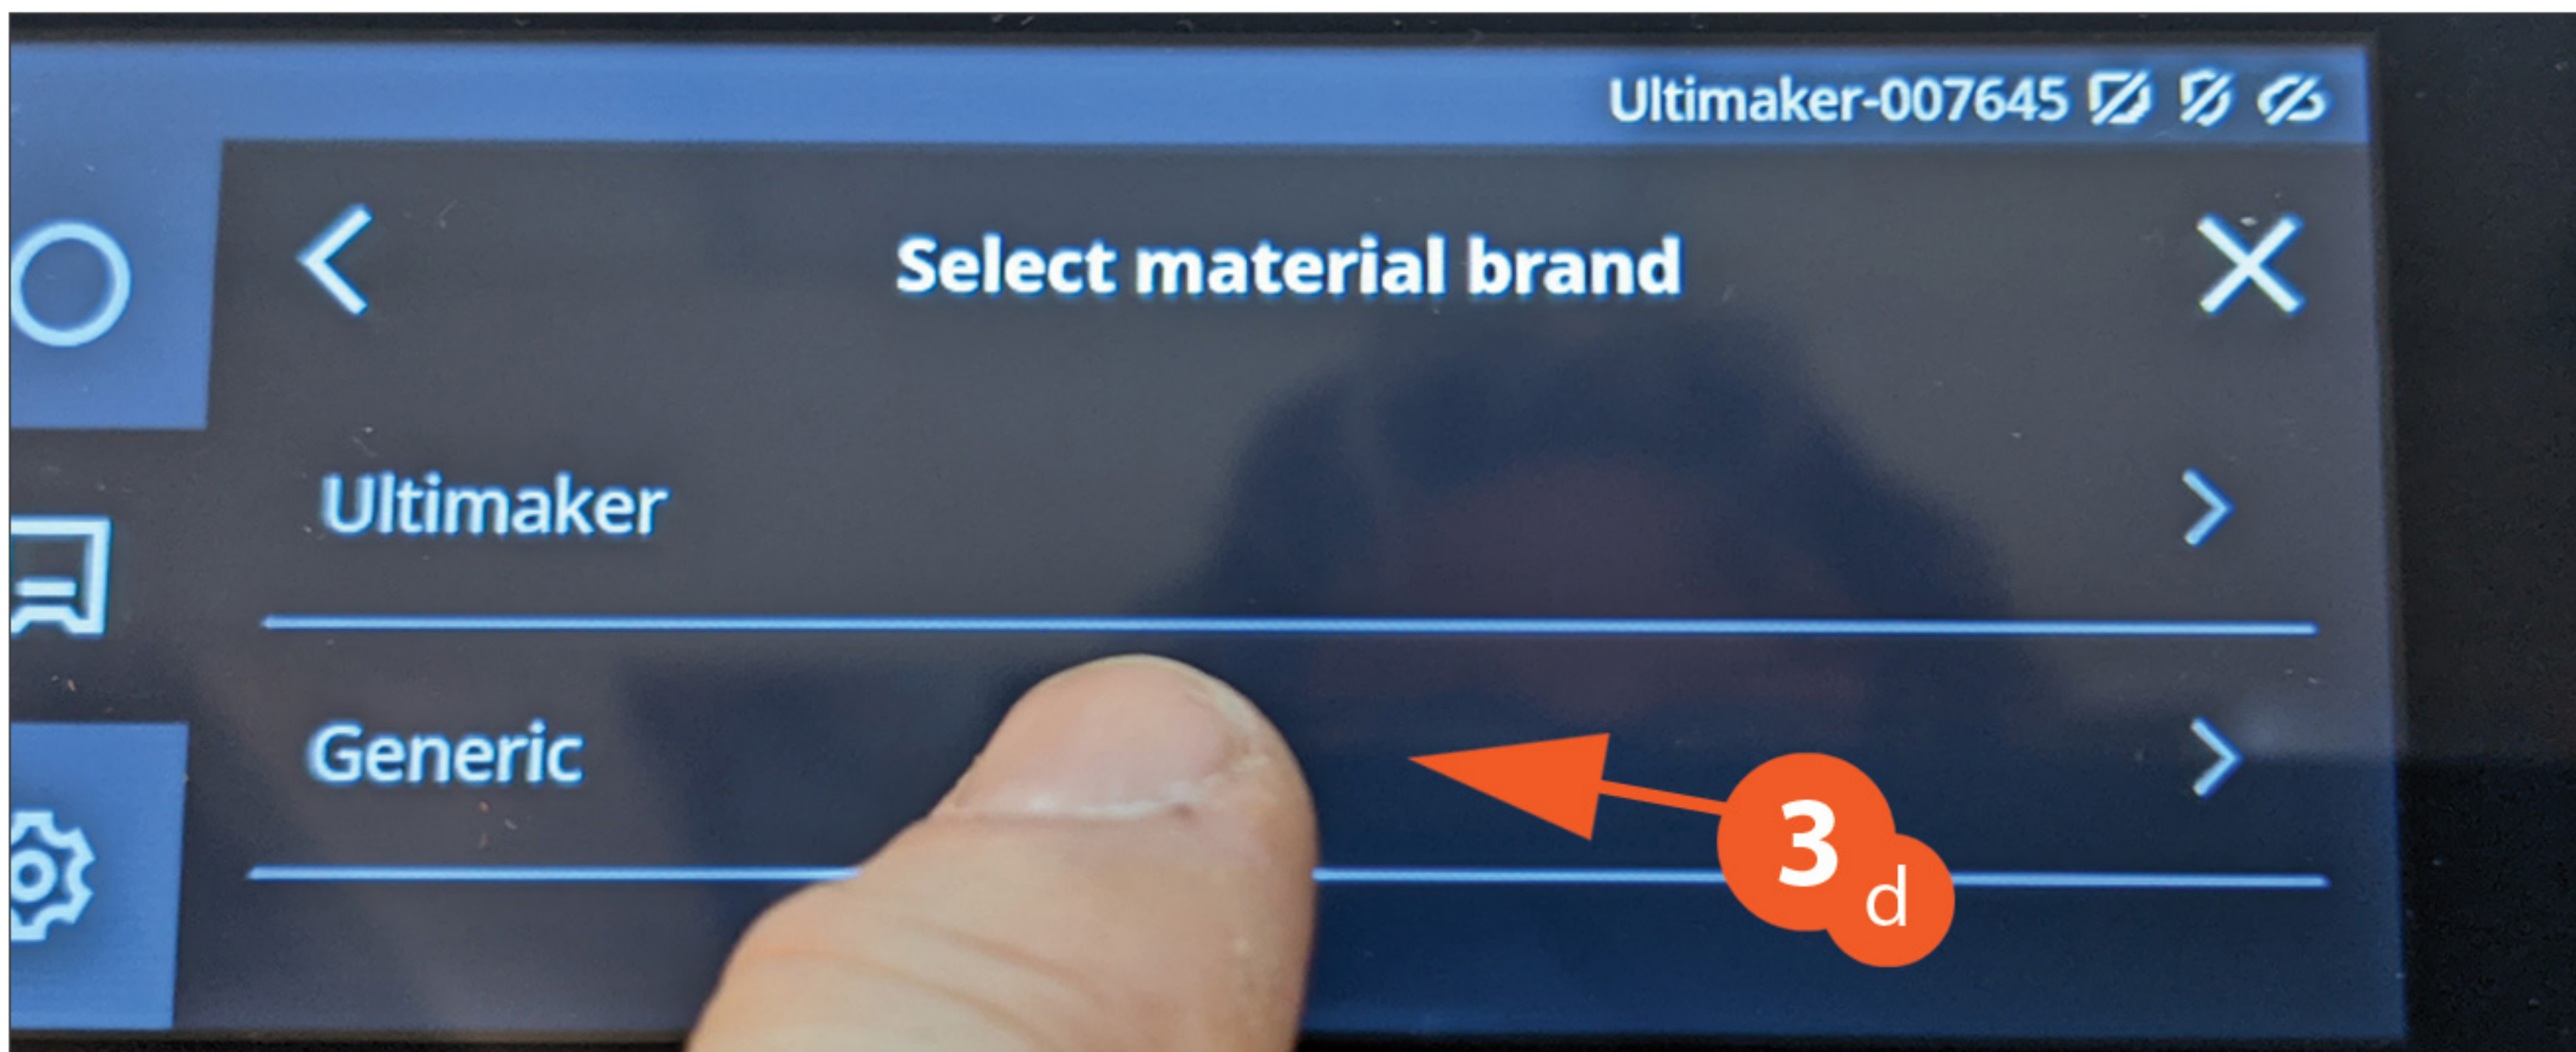 Ultimaker-007645
Select material brand
Ultimaker
Generic
3
d